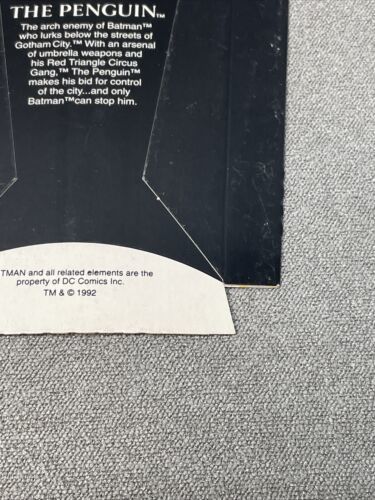 THE PENGUIN™
The arch enemy of Batman™
who lurks below the streets of
Gotham City.™ With an arsenal
of umbrella weapons and
his Red Triangle Circus
Gang,™ The Penguin™
makes his bid for control
of the city...and only
Batman™can stop him.
TMAN and all related elements are the
property of DC Comics Inc.
TM & © 1992